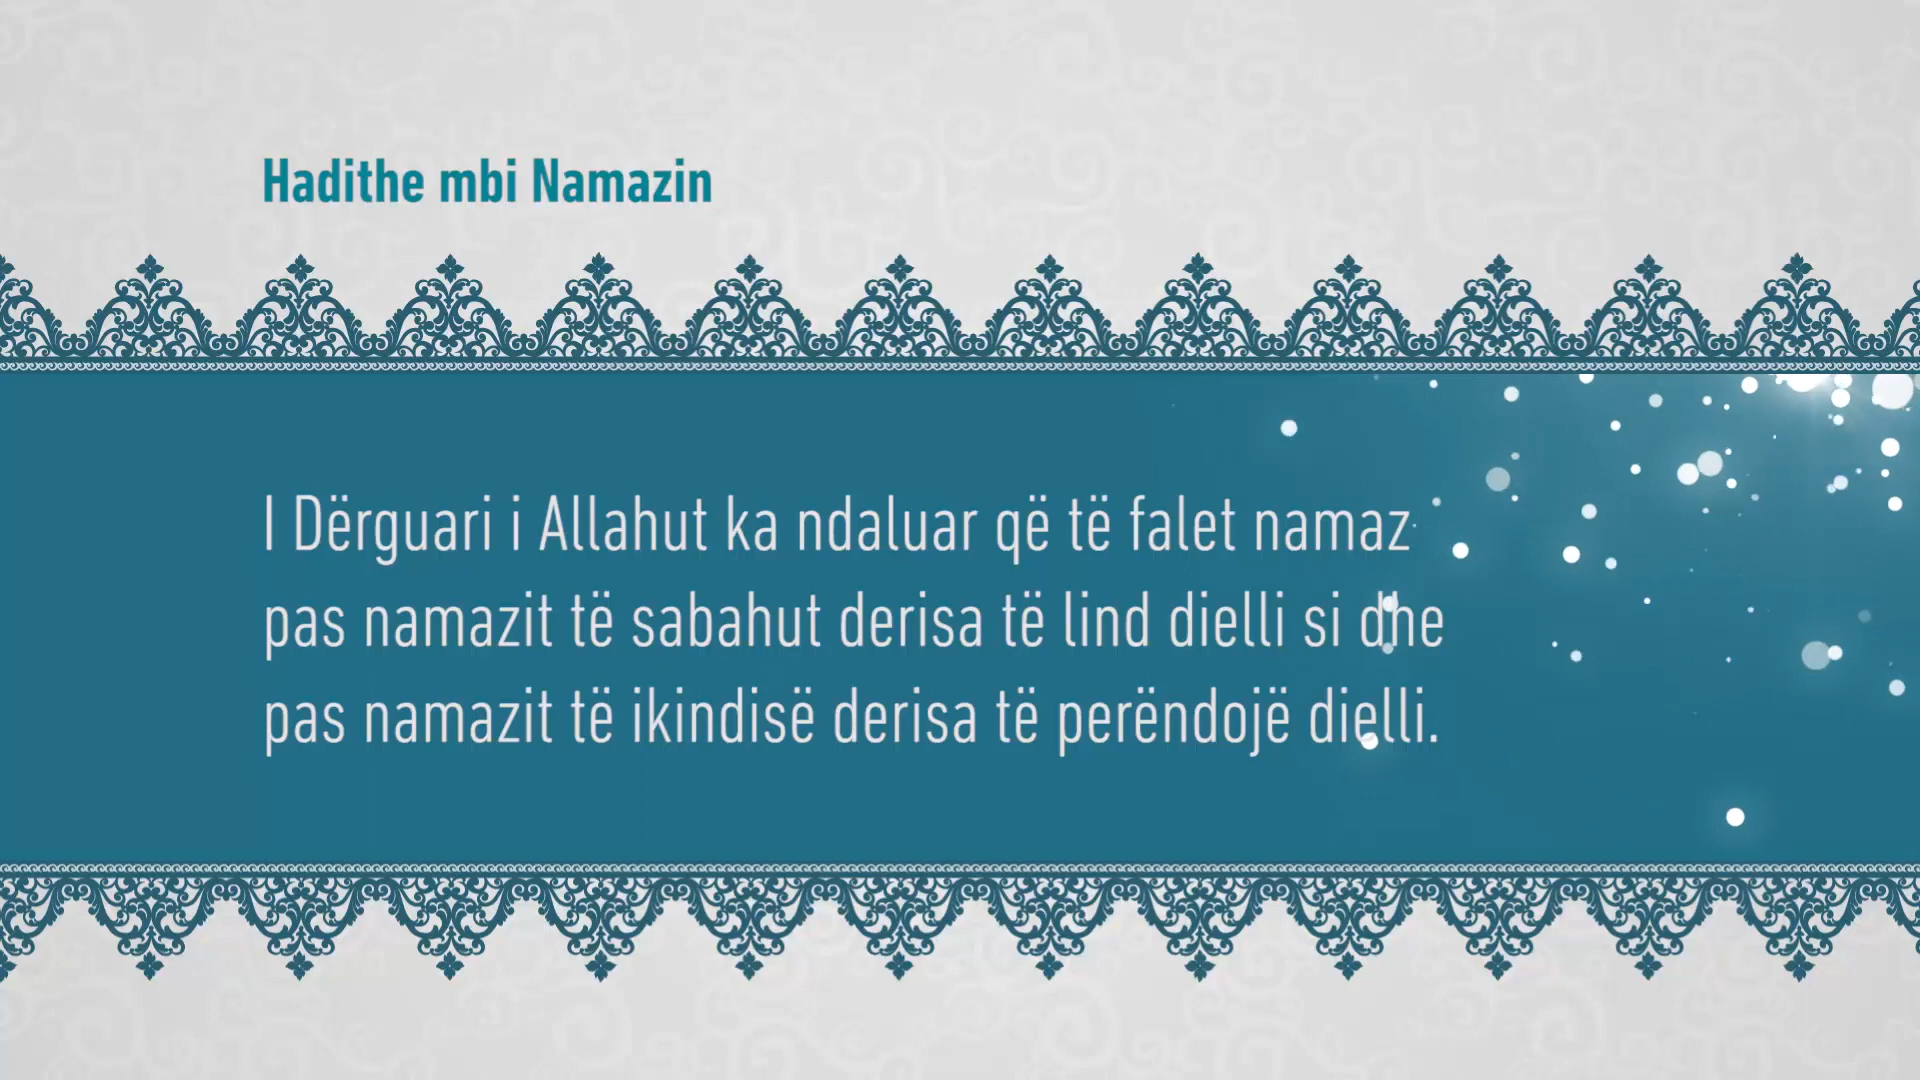 Hadithe mbi Namazin
I Dërguari i Allahut ka ndaluar që të falet namaz
pas namazit të sabahut derisa të lind dielli si dhe
pas namazit të ikindisë derisa të perëndojë dielli.